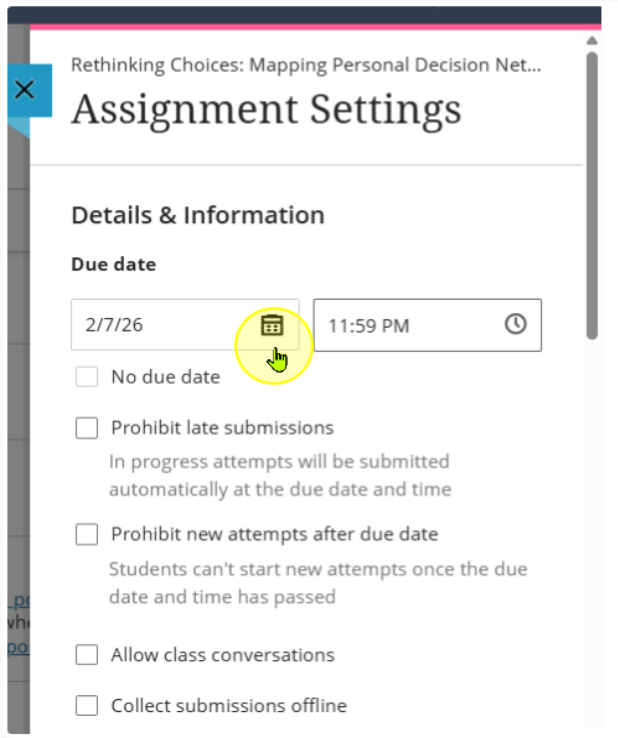 Rethinking Choices: Mapping Personal Decision Net...
Assignment Settings
Details & Information
Due date
2/7/26
11:59 PM
No due date
Prohibit late submissions
In progress attempts will be submitted
automatically at the due date and time
Prohibit new attempts after due date
Students can't start new attempts once the due
date and time has passed
Allow class conversations
Collect submissions offline